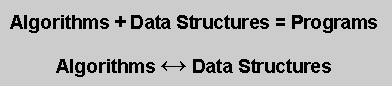 Algorithms + Data Structures = Programs
Algorithms ↔ Data Structures